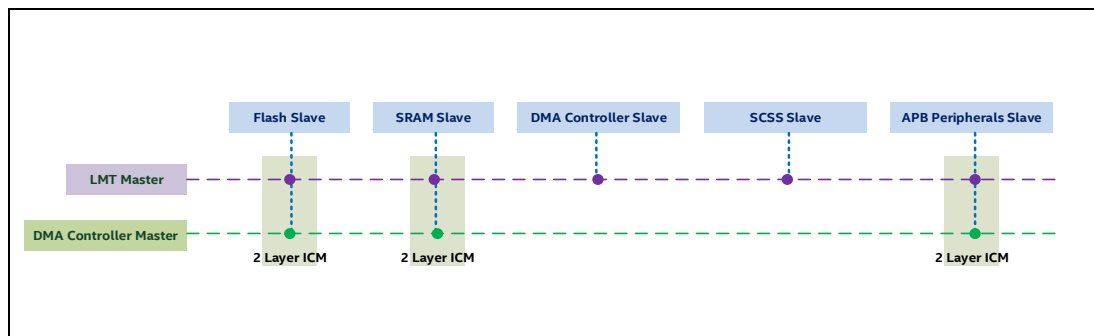 Flash Slave
SRAM Slave
DMA Controller Slave
SCSS Slave
APB Peripherals Slave
LMT Master
DMA Controller Master
2 Layer ICM
2 Layer ICM
2 Layer ICM